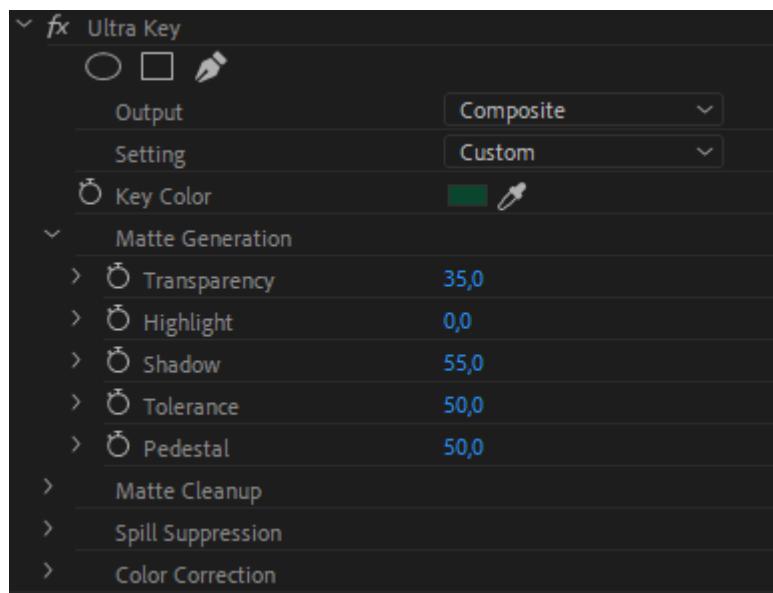 fx Ultra Key
Output Composite
Setting Custom
Key Color
Matte Generation
Transparency 35,0
Highlight 0,0
Shadow 55,0
Tolerance 50,0
Pedestal 50,0
Matte Cleanup
Spill Suppression
Color Correction